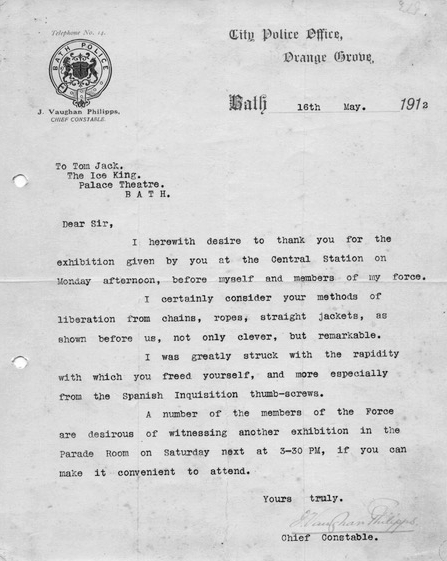 Telephone No. 14.
BATH POLICE
J. Vaughan Philipps,
CHIEF CONSTABLE.
City Police Office,
Orange Grove,
Bath 16th May. 1912
To Tom Jack.
The Ice King.
Palace Theatre.
BATH.
Dear Sir,
I herewith desire to thank you for the
exhibition given by you at the Central Station on
Monday afternoon, before myself and members of my force.
I certainly consider your methods of
liberation from chains, ropes, straight jackets, as
shown before us, not only clever, but remarkable.
I was greatly struck with the rapidity
with which you freed yourself, and more especially
from the Spanish Inquisition thumb-screws.
A number of the members of the Force
are desirous of witnessing another exhibition in the
Parade Room on Saturday next at 3-30 PM, if you can
make it convenient to attend.
Yours truly.
J. Vaughan Philipps.
Chief Constable.